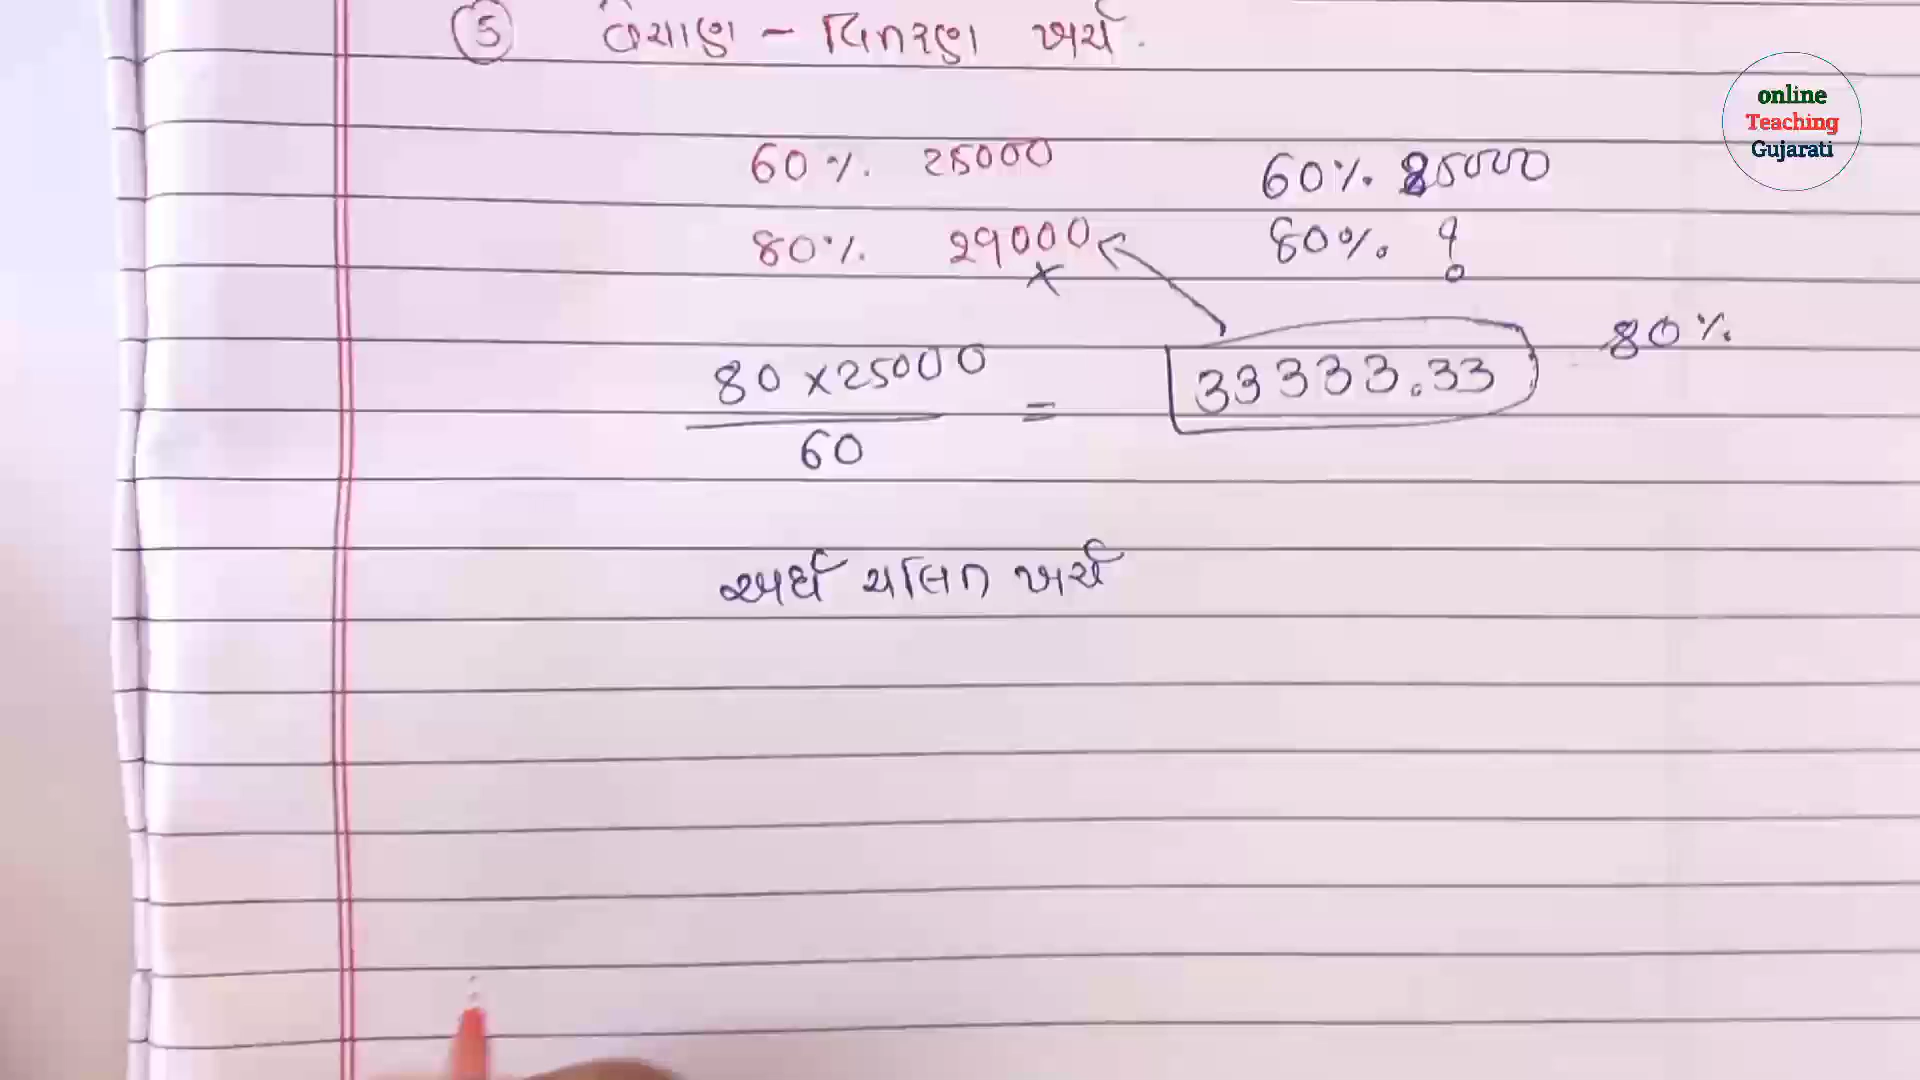 5 વેચાણ - વિતરણ ખર્ચ.
online
Teaching
Gujarati
60% 25000
60% 25000
80% 29000
80% ?
80%
80 x 25000
60
= 33333.33
અર્ધ ચલિત ખર્ચ